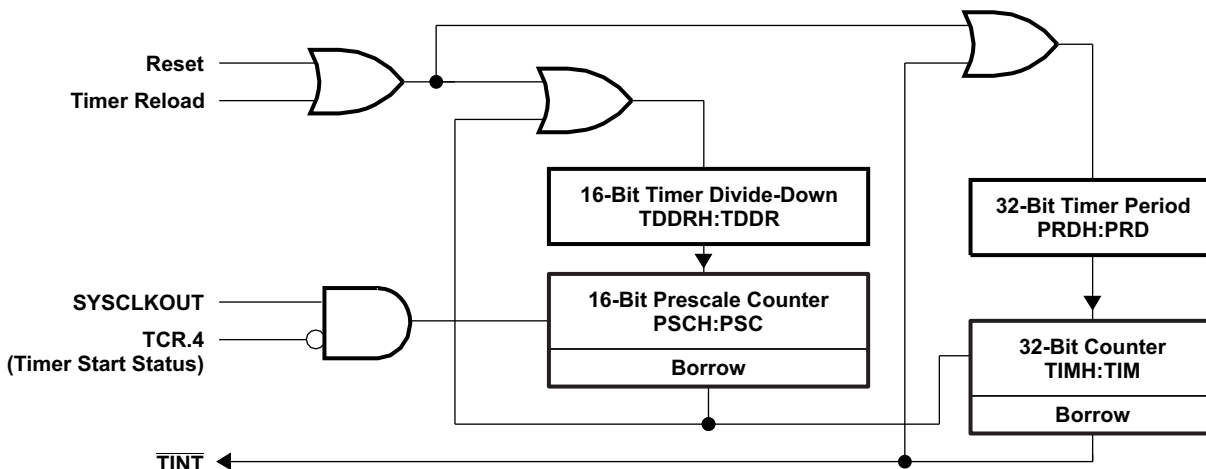 Reset
Timer Reload
16-Bit Timer Divide-Down
TDDRH:TDDR
32-Bit Timer Period
PRDH:PRD
SYSCLKOUT
TCR.4
(Timer Start Status)
16-Bit Prescale Counter
PSCH:PSC
Borrow
32-Bit Counter
TIMH:TIM
Borrow
TINT